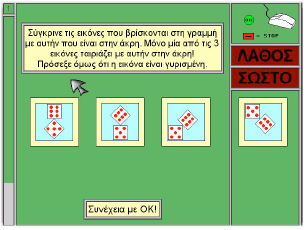 Σύγκρινε τις εικόνες που βρίσκονται στη γραμμή
με αυτήν που είναι στην άκρη. Μόνο μία από τις 3
εικόνες ταιριάζει με αυτήν στην άκρη!
Πρόσεξε όμως ότι η εικόνα είναι γυρισμένη.
= STOP
ΛΑΘΟΣ
ΣΩΣΤΟ
Συνέχεια με OK!